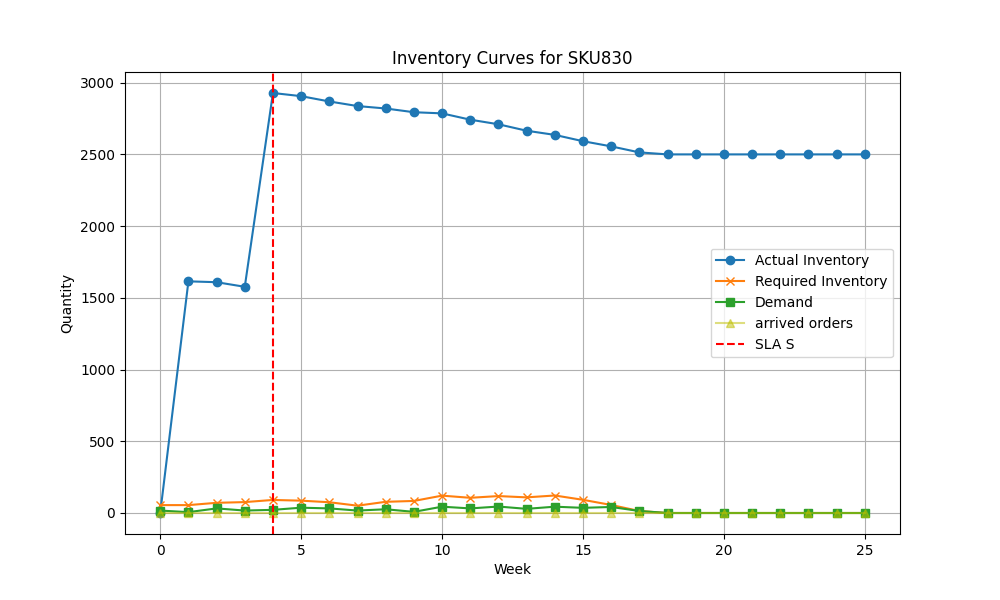 Inventory Curves for SKU830
3000
2500
2000
1500
1000
500
0
Quantity
Actual Inventory
Required Inventory
Demand
arrived orders
SLA S
0 5 10 15 20 25
Week